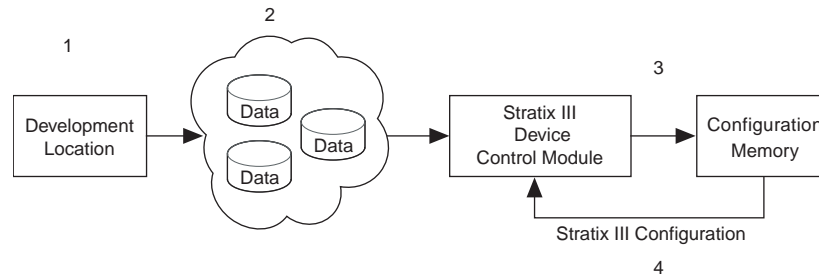 1
2
3
Development
Location
Data
Data
Data
Stratix III
Device
Control Module
Configuration
Memory
Stratix III Configuration
4